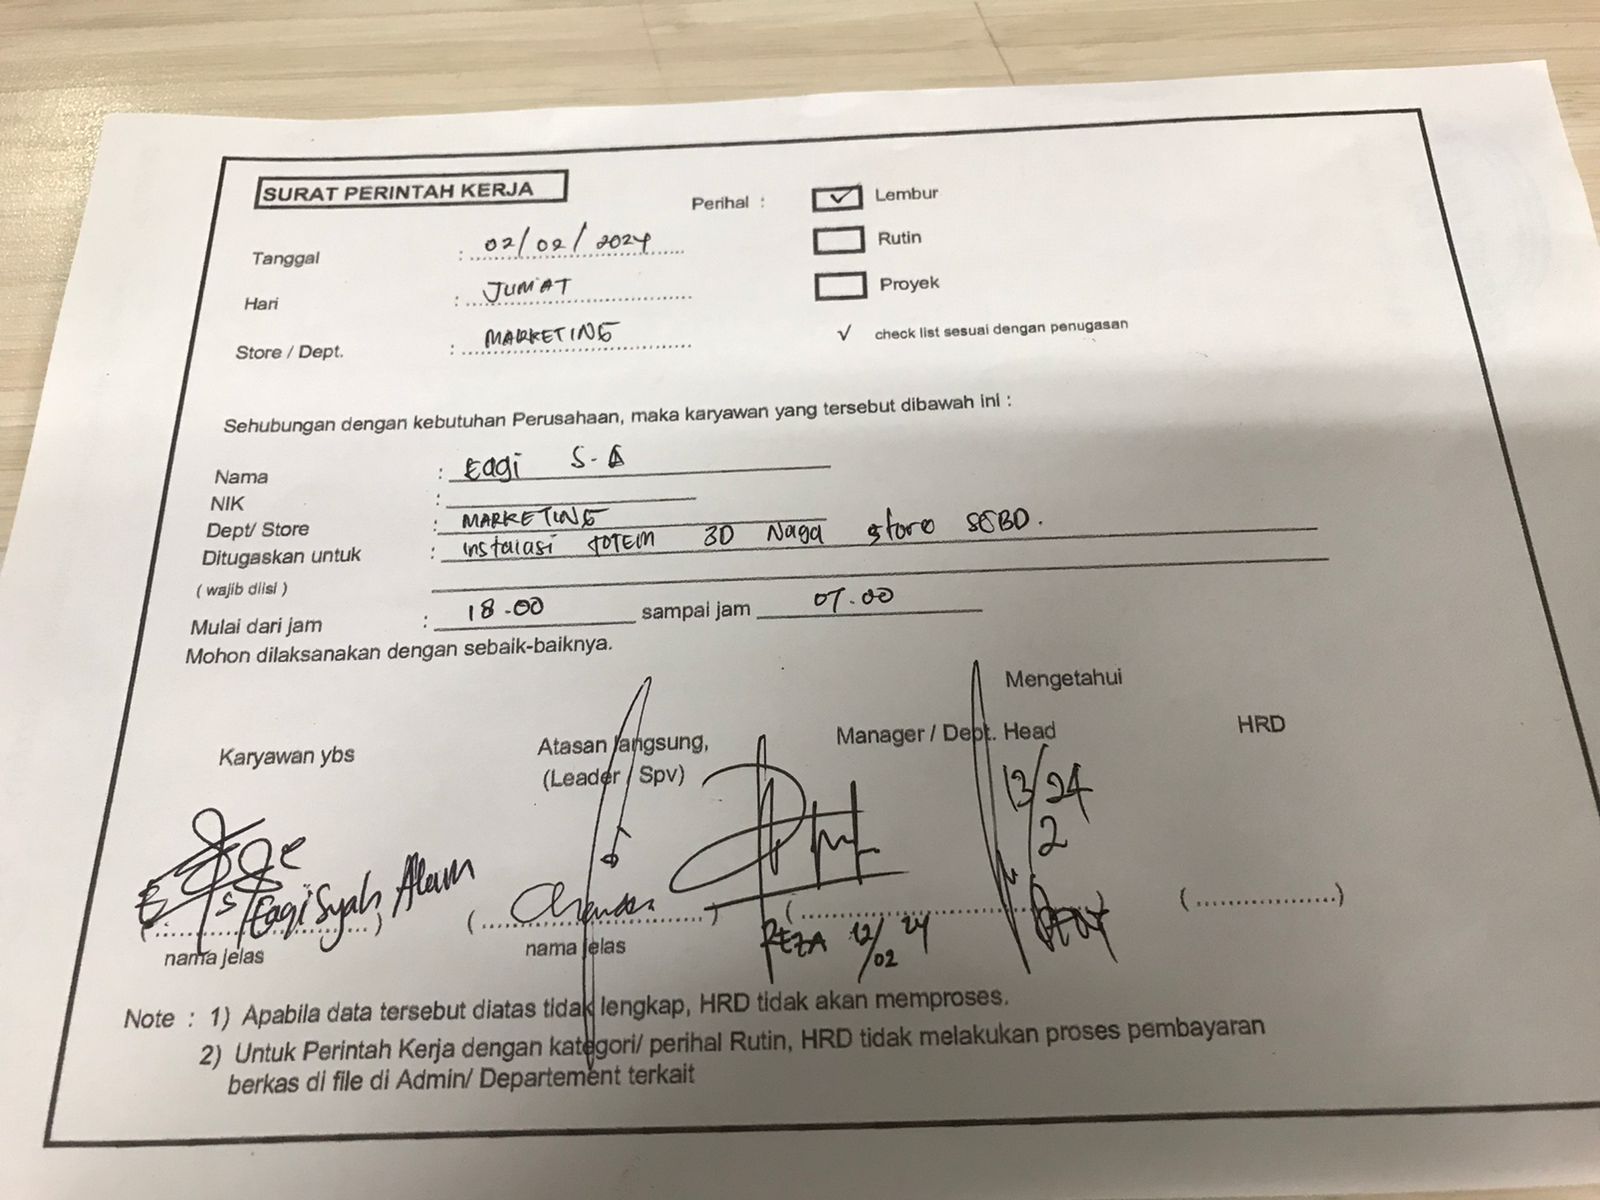 SURAT PERINTAH KERJA
Perihal :
✓ Lembur
Tanggal : 02/02/2024
Rutin
Hari : JUM'AT
Proyek
Store / Dept. : MARKETING
√ check list sesuai dengan penugasan
Sehubungan dengan kebutuhan Perusahaan, maka karyawan yang tersebut dibawah ini :
Nama : Eagi S.A
NIK :
Dept/ Store : MARKETING
Ditugaskan untuk : instalasi TOTEM 3D Naga store
( wajib diisi )
Mulai dari jam : 18.00 sampai jam 07.00
Mohon dilaksanakan dengan sebaik-baiknya.
Mengetahui
Karyawan ybs
Atasan langsung,
(Leader / Spv)
Manager / Dept. Head
HRD
13/24
2
Eagi Syah Alam
Chandra
nama jelas
nama jelas
REZA 12/02 24
(........................)
Note : 1) Apabila data tersebut diatas tidak lengkap, HRD tidak akan memproses.
2) Untuk Perintah Kerja dengan kategori/ perihal Rutin, HRD tidak melakukan proses pembayaran
berkas di file di Admin/ Departement terkait